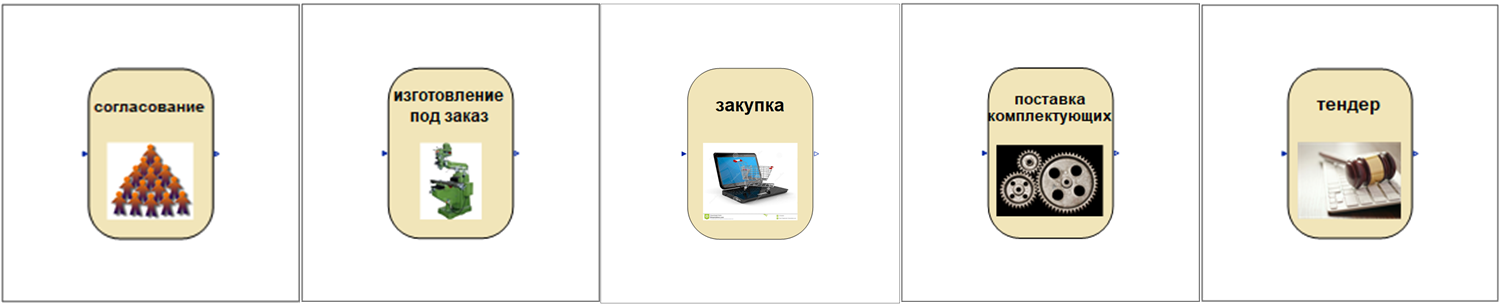 согласование
изготовление
под заказ
закупка
поставка
комплектующих
тендер